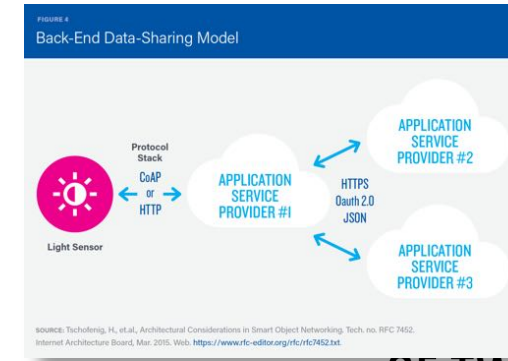 FIGURE 4
Back-End Data-Sharing Model
Protocol
Stack
CoAP
or
HTTP
Light Sensor
APPLICATION
SERVICE
PROVIDER #1
HTTPS
Oauth 2.0
JSON
APPLICATION
SERVICE
PROVIDER #2
APPLICATION
SERVICE
PROVIDER #3
SOURCE: Tschofenig, H., et.al., Architectural Considerations in Smart Object Networking. Tech. no. RFC 7452.
Internet Architecture Board, Mar. 2015. Web. https://www.rfc-editor.org/rfc/rfc7452.txt.